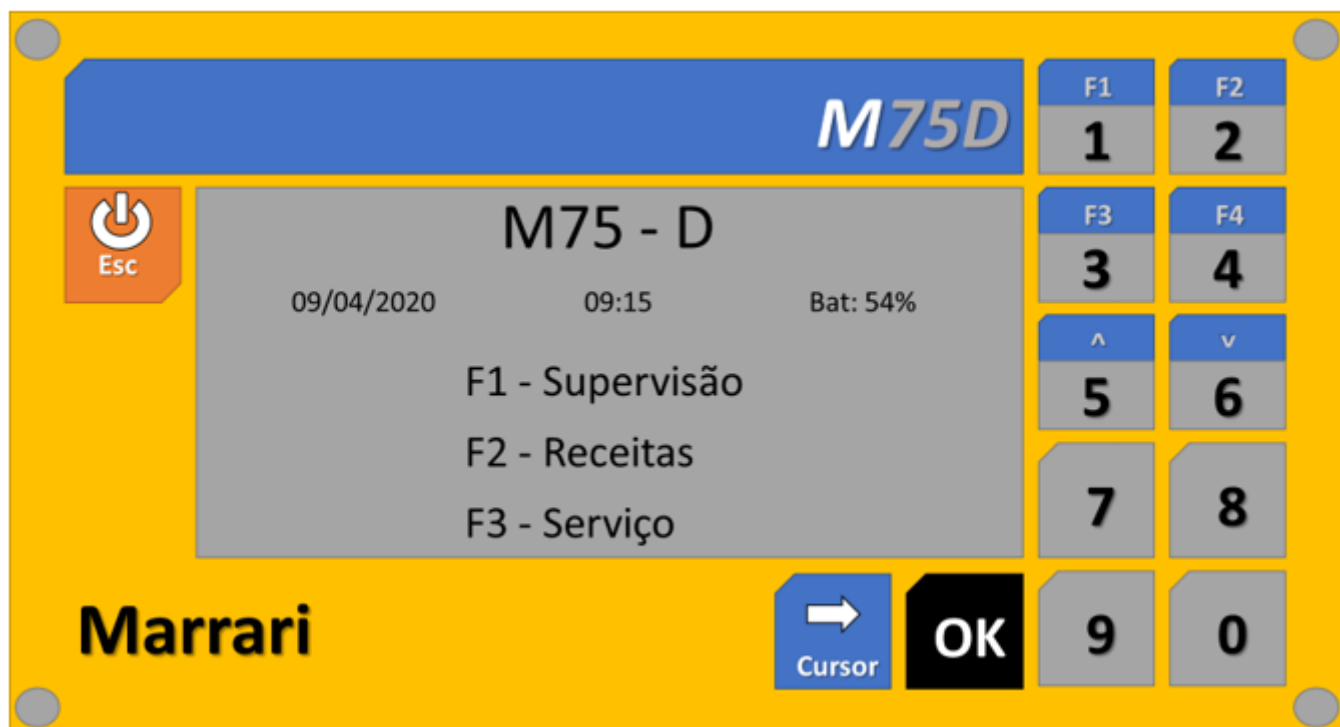 M75D
F1
F2
1
2
Esc
M75 - D
09/04/2020 09:15 Bat: 54%
F1 - Supervisão
F2 - Receitas
F3 - Serviço
F3
F4
3
4
^
v
5
6
7
8
Marrari
Cursor
OK
9
0